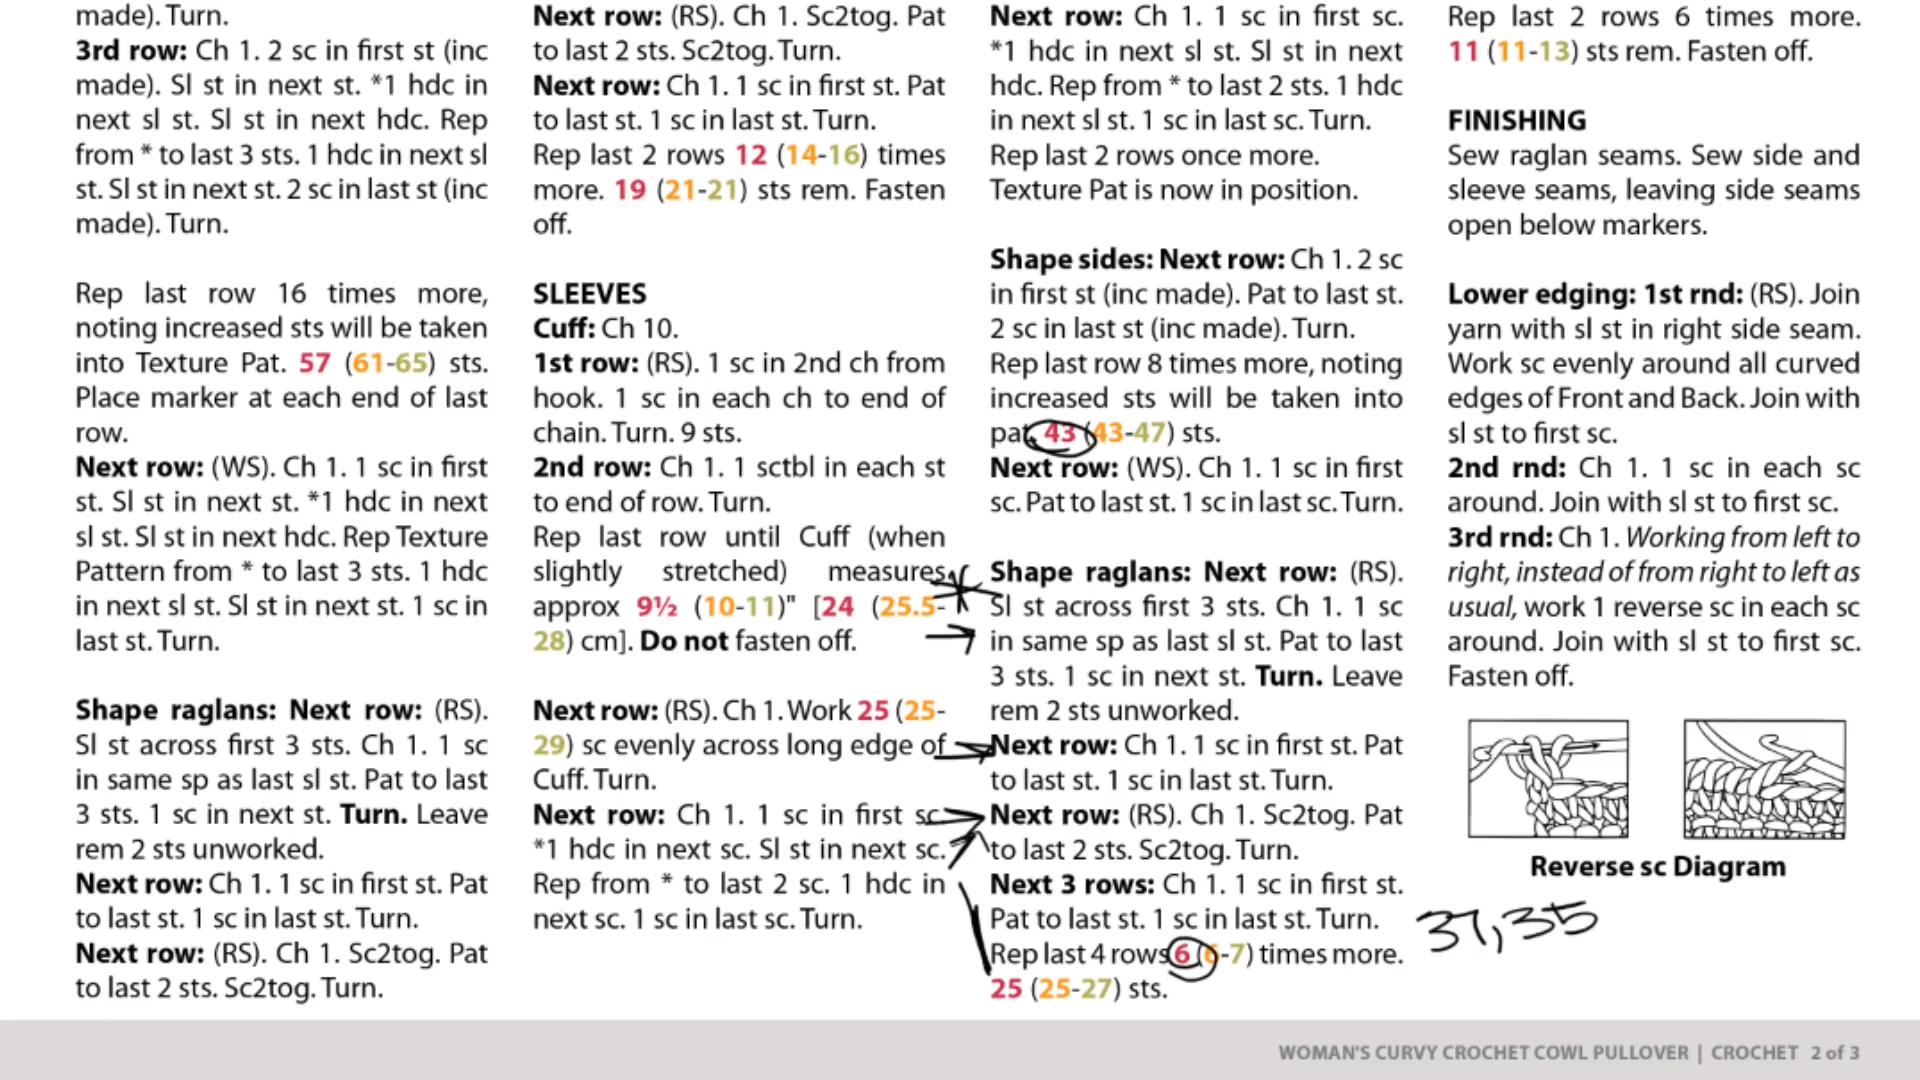 made). Turn.
3rd row: Ch 1. 2 sc in first st (inc
made). Sl st in next st. *1 hdc in
next sl st. Sl st in next hdc. Rep
from * to last 3 sts. 1 hdc in next sl
st. Sl st in next st. 2 sc in last st (inc
made). Turn.
Rep last row 16 times more,
noting increased sts will be taken
into Texture Pat. 57 (61-65) sts.
Place marker at each end of last
row.
Next row: (WS). Ch 1. 1 sc in first
st. Sl st in next st. *1 hdc in next
sl st. Sl st in next hdc. Rep Texture
Pattern from * to last 3 sts. 1 hdc
in next sl st. Sl st in next st. 1 sc in
last st. Turn.
Shape raglans: Next row: (RS).
Sl st across first 3 sts. Ch 1. 1 sc
in same sp as last sl st. Pat to last
3 sts. 1 sc in next st. Turn. Leave
rem 2 sts unworked.
Next row: Ch 1. 1 sc in first st. Pat
to last st. 1 sc in last st. Turn.
Next row: (RS). Ch 1. Sc2tog. Pat
to last 2 sts. Sc2tog. Turn.
Next row: (RS). Ch 1. Sc2tog. Pat
to last 2 sts. Sc2tog. Turn.
Next row: Ch 1. 1 sc in first st. Pat
to last st. 1 sc in last st. Turn.
Rep last 2 rows 12 (14-16) times
more. 19 (21-21) sts rem. Fasten
off.
SLEEVES
Cuff: Ch 10.
1st row: (RS). 1 sc in 2nd ch from
hook. 1 sc in each ch to end of
chain. Turn. 9 sts.
2nd row: Ch 1. 1 sctbl in each st
to end of row. Turn.
Rep last row until Cuff (when
slightly stretched) measures
approx 9½ (10-11)" [24 (25.5-
28) cm]. Do not fasten off.
Next row: (RS). Ch 1. Work 25 (25-
29) sc evenly across long edge of
Cuff. Turn.
Next row: Ch 1. 1 sc in first sc.
*1 hdc in next sc. Sl st in next sc.
Rep from * to last 2 sc. 1 hdc in
next sc. 1 sc in last sc. Turn.
Next row: Ch 1. 1 sc in first sc.
*1 hdc in next sl st. Sl st in next
hdc. Rep from * to last 2 sts. 1 hdc
in next sl st. 1 sc in last sc. Turn.
Rep last 2 rows once more.
Texture Pat is now in position.
Shape sides: Next row: Ch 1. 2 sc
in first st (inc made). Pat to last st.
2 sc in last st (inc made). Turn.
Rep last row 8 times more, noting
increased sts will be taken into
pat. 43 (43-47) sts.
Next row: (WS). Ch 1. 1 sc in first
sc. Pat to last st. 1 sc in last sc. Turn.
Shape raglans: Next row: (RS).
Sl st across first 3 sts. Ch 1. 1 sc
in same sp as last sl st. Pat to last
3 sts. 1 sc in next st. Turn. Leave
rem 2 sts unworked.
Next row: Ch 1. 1 sc in first st. Pat
to last st. 1 sc in last st. Turn.
Next row: (RS). Ch 1. Sc2tog. Pat
to last 2 sts. Sc2tog. Turn.
Next 3 rows: Ch 1. 1 sc in first st.
Pat to last st. 1 sc in last st. Turn.
Rep last 4 rows 6 (6-7) times more.
25 (25-27) sts.
Rep last 2 rows 6 times more.
11 (11-13) sts rem. Fasten off.
FINISHING
Sew raglan seams. Sew side and
sleeve seams, leaving side seams
open below markers.
Lower edging: 1st rnd: (RS). Join
yarn with sl st in right side seam.
Work sc evenly around all curved
edges of Front and Back. Join with
sl st to first sc.
2nd rnd: Ch 1. 1 sc in each sc
around. Join with sl st to first sc.
3rd rnd: Ch 1. Working from left to
right, instead of from right to left as
usual, work 1 reverse sc in each sc
around. Join with sl st to first sc.
Fasten off.
Reverse sc Diagram
37,35
WOMAN'S CURVY CROCHET COWL PULLOVER | CROCHET 2 of 3